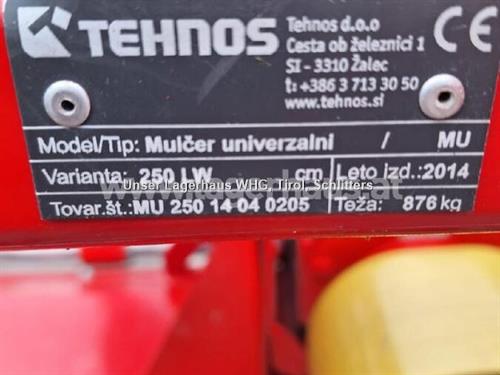 TEHNOS
Tehnos d.o.o
Cesta ob železnici 1
SI - 3310 Žalec
t: +386 3 713 30 50
www.tehnos.si
CE
Model/Tip: Mulčer univerzalni / MU
Varianta: 250 LW cm Leto izd.: 2014
Unser Lagerhaus WHG, Tirol, Schlitters
Tovar.št.: MU 250 14 04 0205 Teža: 876 kg